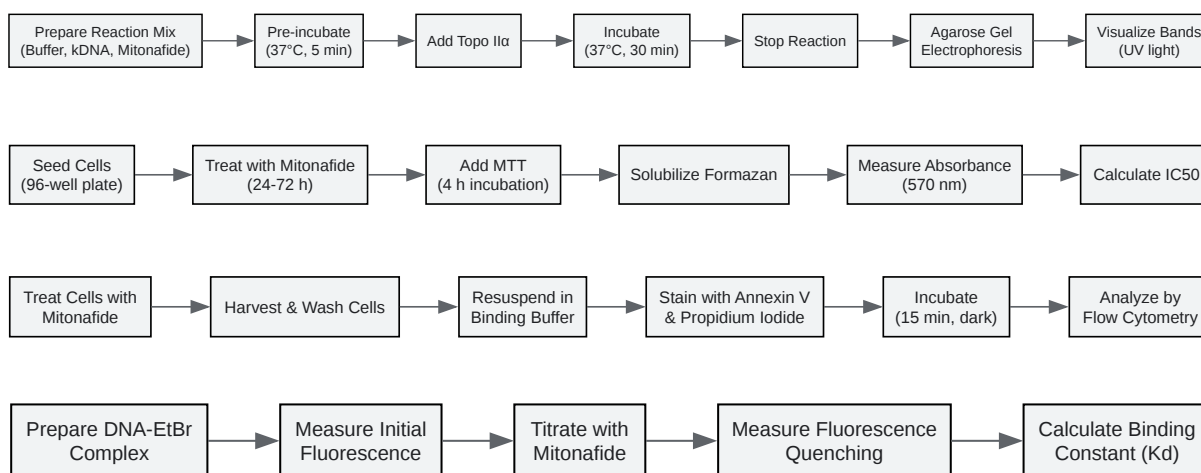 Prepare Reaction Mix
(Buffer, kDNA, Mitonafide)
Pre-incubate
(37°C, 5 min)
Add Topo IIα
Incubate
(37°C, 30 min)
Stop Reaction
Agarose Gel
Electrophoresis
Visualize Bands
(UV light)
Seed Cells
(96-well plate)
Treat with Mitonafide
(24-72 h)
Add MTT
(4 h incubation)
Solubilize Formazan
Measure Absorbance
(570 nm)
Calculate IC50
Treat Cells with
Mitonafide
Harvest & Wash Cells
Resuspend in
Binding Buffer
Stain with Annexin V
& Propidium Iodide
Incubate
(15 min, dark)
Analyze by
Flow Cytometry
Prepare DNA-EtBr
Complex
Measure Initial
Fluorescence
Titrate with
Mitonafide
Measure Fluorescence
Quenching
Calculate Binding
Constant (Kd)